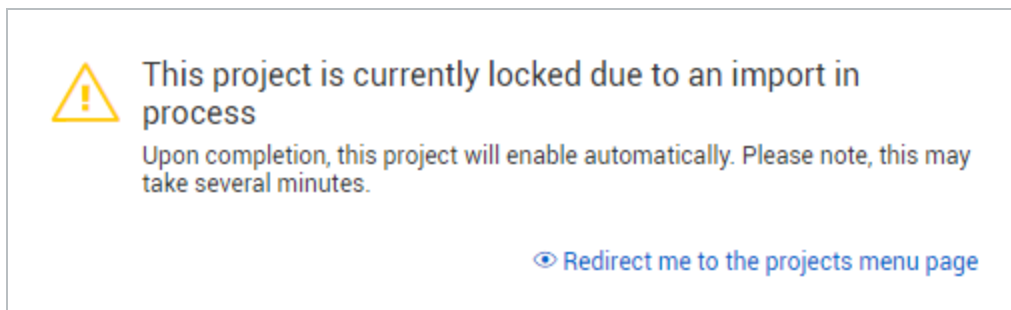 This project is currently locked due to an import in
process
Upon completion, this project will enable automatically. Please note, this may
take several minutes.
Redirect me to the projects menu page